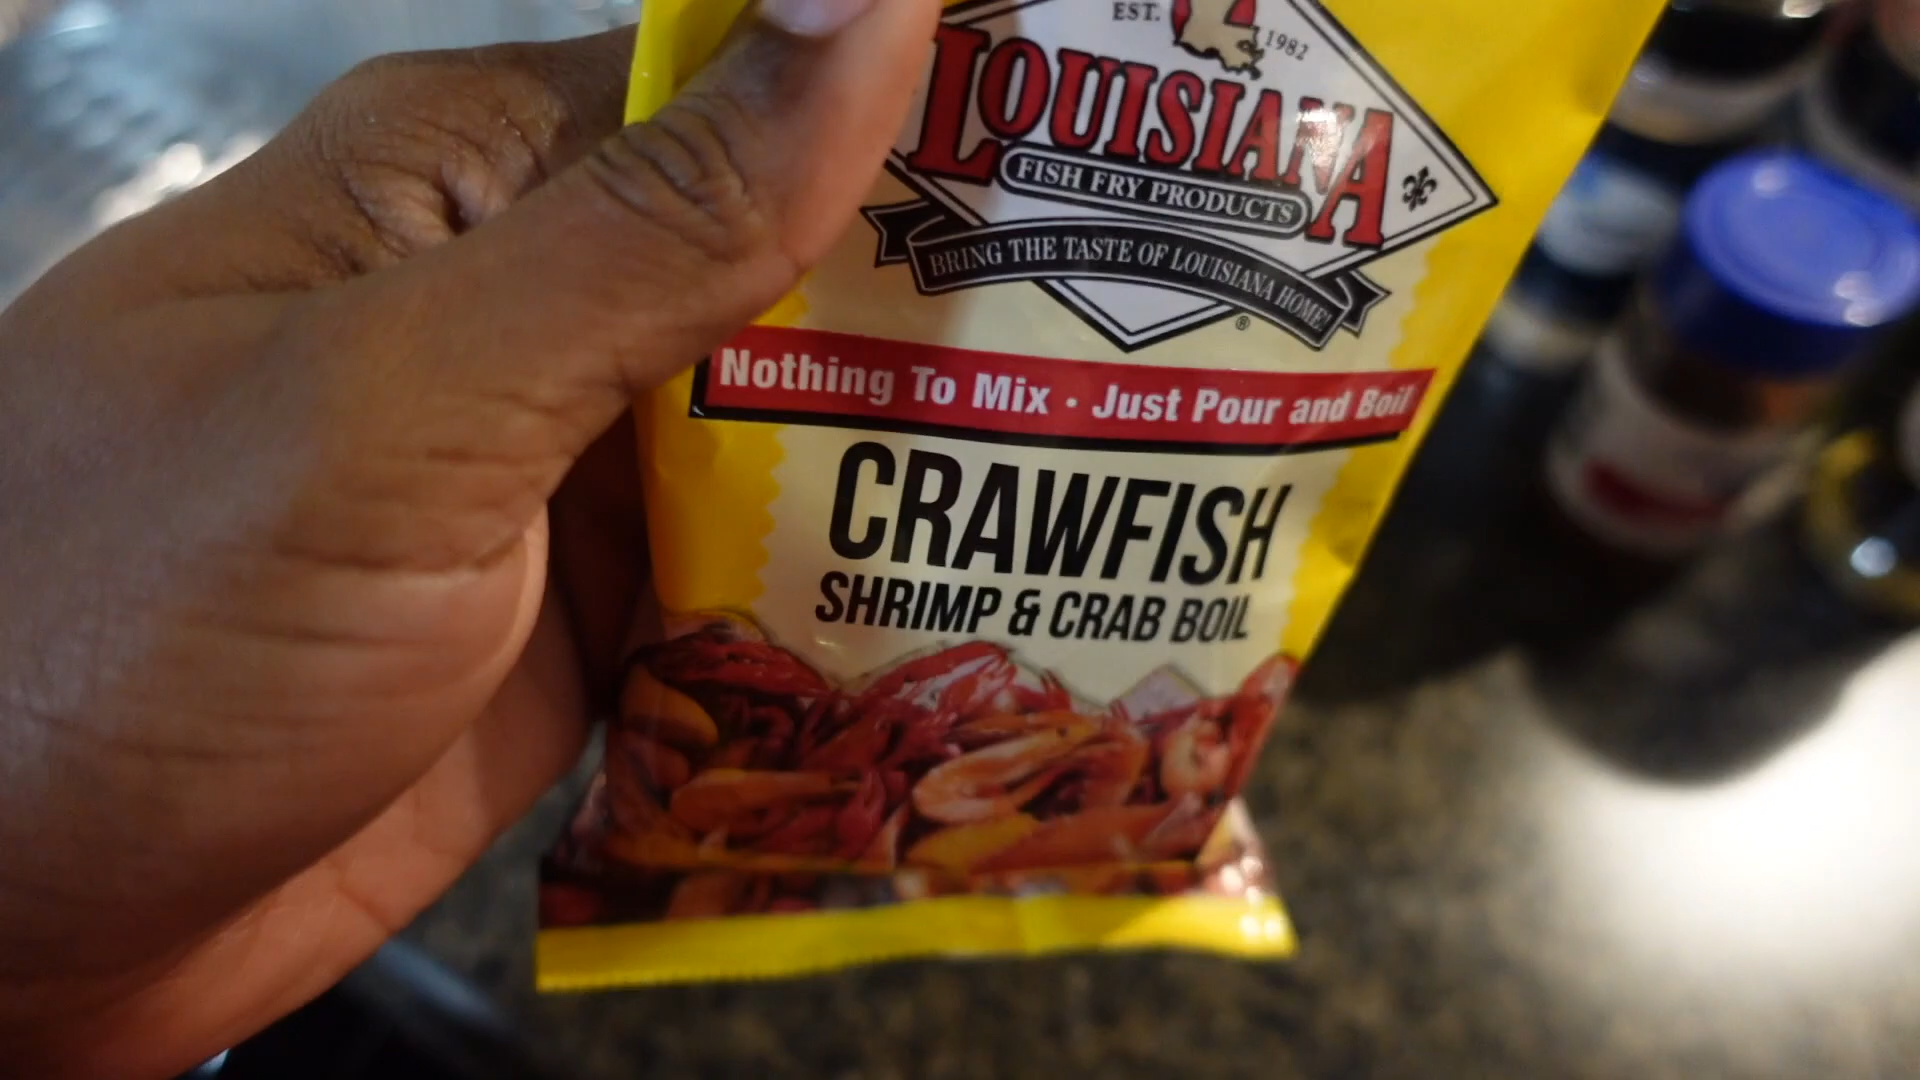 EST. 1982
LOUISIANA
FISH FRY PRODUCTS
BRING THE TASTE OF LOUISIANA HOME!
®
Nothing To Mix • Just Pour and Boil
CRAWFISH
SHRIMP & CRAB BOIL